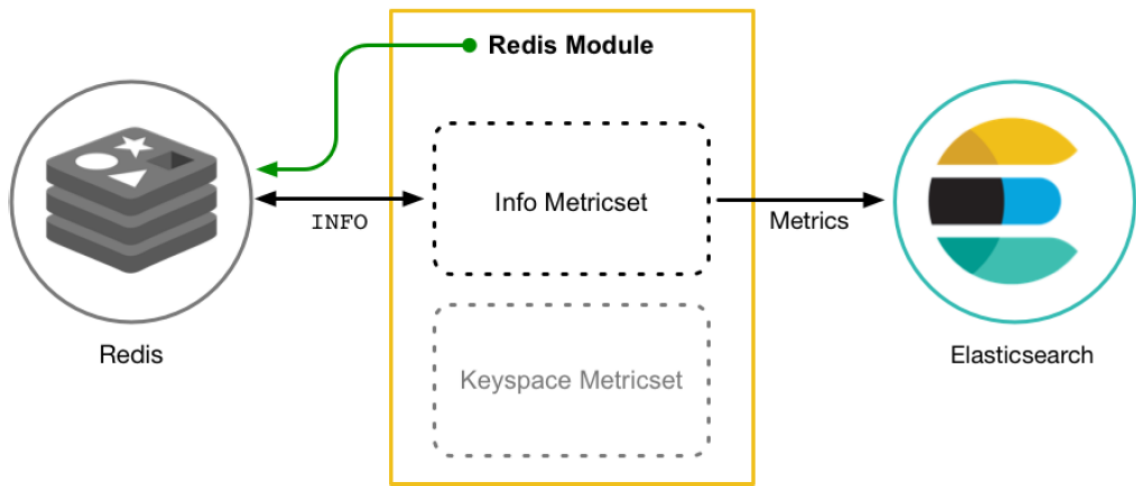 Redis Module
Info Metricset
INFO
Metrics
Redis
Elasticsearch
Keyspace Metricset